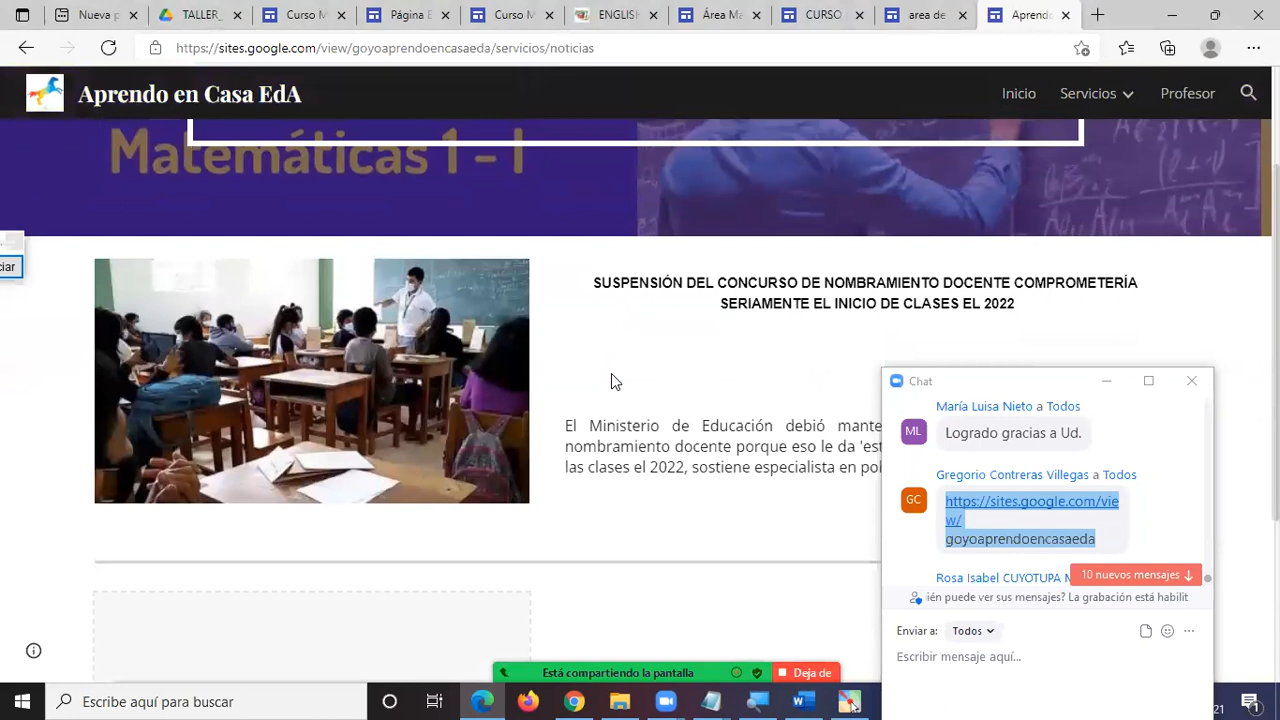 Nuev
TALLER_
Curso M
Página E
Curso M
ENGLISH
Área Ma
CURSO
area de
Aprendo
https://sites.google.com/view/goyoaprendoencasaeda/servicios/noticias
Aprendo en Casa EdA
Inicio
Servicios
Profesor
Matemáticas 1 - I
ciar
SUSPENSIÓN DEL CONCURSO DE NOMBRAMIENTO DOCENTE COMPROMETERÍA
SERIAMENTE EL INICIO DE CLASES EL 2022
El Ministerio de Educación debió mante
nombramiento docente porque eso le da 'est
las clases el 2022, sostiene especialista en pol
Chat
María Luisa Nieto a Todos
ML
Logrado gracias a Ud.
Gregorio Contreras Villegas a Todos
GC
https://sites.google.com/vie
w/
goyoaprendoencasaeda
Rosa Isabel CUYOTUPA
10 nuevos mensajes
ién puede ver sus mensajes? La grabación está habilit
Enviar a:
Todos
Escribir mensaje aquí...
Está compartiendo la pantalla
Deja de
Escribe aquí para buscar
21
1